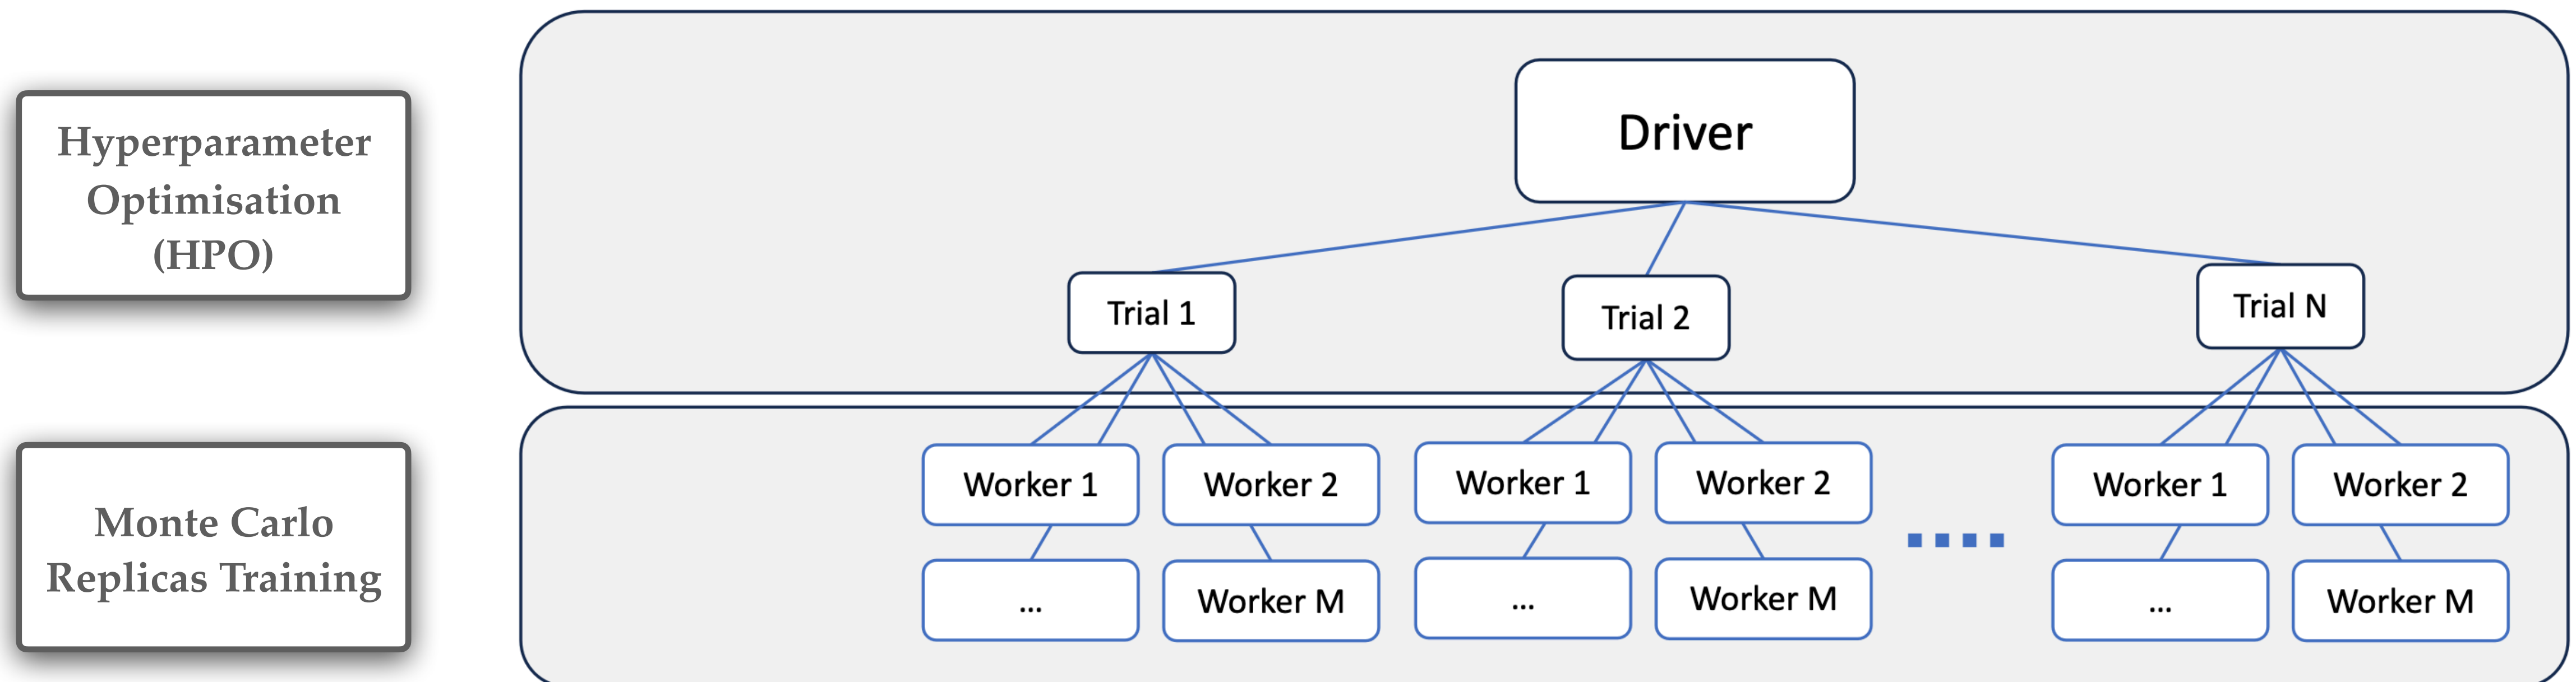 Hyperparameter
Optimisation
(HPO)
Driver
Trial 1
Trial 2
Trial N
Monte Carlo
Replicas Training
Worker 1
Worker 2
Worker 1
Worker 2
Worker 1
Worker 2
...
Worker M
...
Worker M
...
Worker M